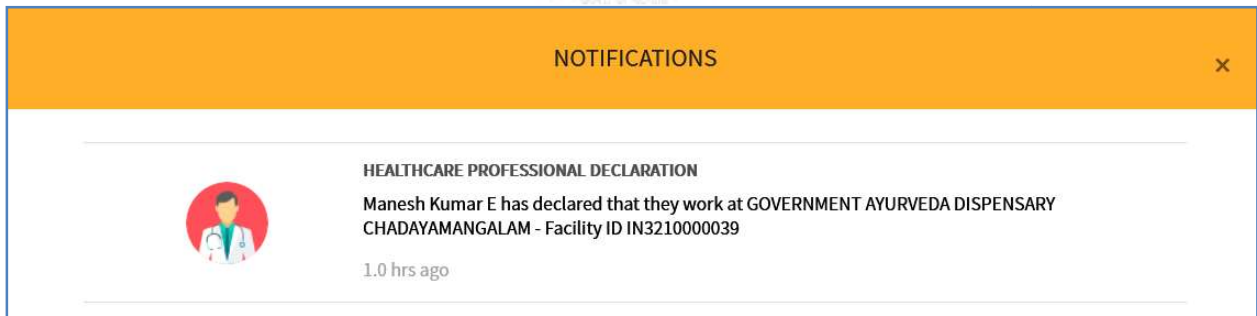 NOTIFICATIONS
×
HEALTHCARE PROFESSIONAL DECLARATION
Manesh Kumar E has declared that they work at GOVERNMENT AYURVEDA DISPENSARY
CHADAYAMANGALAM - Facility ID IN3210000039
1.0 hrs ago